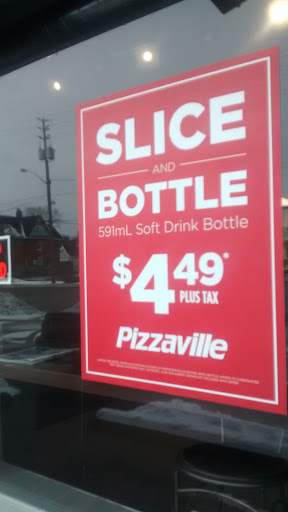 SLICE
AND
BOTTLE
591mL Soft Drink Bottle
$4.49*
PLUS TAX
Pizzaville